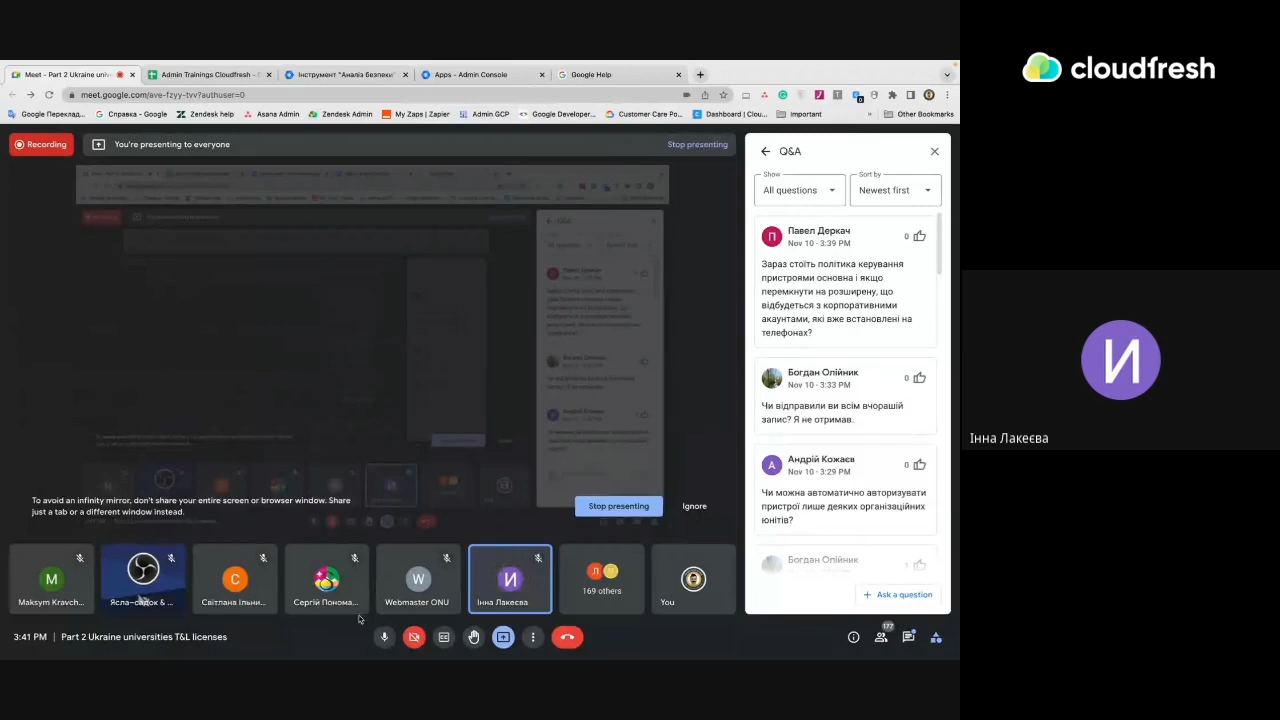 Meet - Part 2 Ukraine univ
Admin Trainings Cloudfresh -
Інструмент "Аналіз безпеки"
Apps - Admin Console
Google Help
meet.google.com/ave-fzyy-tvv?authuser=0
Google Переклад...
Справка - Google
Zendesk help
Asana Admin
Zendesk Admin
My Zaps | Zapier
Admin GCP
Google Developer...
Customer Care Po...
Dashboard | Clou...
Important
Other Bookmarks
Recording
You're presenting to everyone
Stop presenting
To avoid an infinity mirror, don't share your entire screen or browser window. Share
just a tab or a different window instead.
Stop presenting
Ignore
Q&A
Show
All questions
Sort by
Newest first
П
Павел Деркач
Nov 10 · 3:39 PM
0
Зараз стоїть політика керування
пристроями основна і якщо
перемкнути на розширену, що
відбудеться з корпоративними
акаунтами, які вже встановлені на
телефонах?
Богдан Олійник
Nov 10 · 3:33 PM
0
Чи відправили ви всім вчорашій
запис? Я не отримав.
А
Андрій Кожаєв
Nov 10 · 3:29 PM
0
Чи можна автоматично авторизувати
пристрої лише деяких організаційних
юнітів?
Богдан Олійник
1
Ask a question
M
Maksym Kravch...
Ясла-садок & ...
С
Світлана Ільни...
Сергій Понома...
W
Webmaster ONU
И
Інна Лакеєва
Л
169 others
You
3:41 PM | Part 2 Ukraine universities T&L licenses
177
cloudfresh
И
Інна Лакеєва